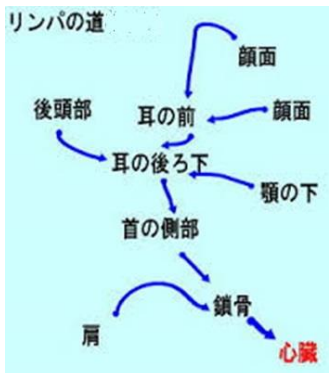 リンパの道
顔面
後頭部
耳の前
顔面
耳の後ろ下
顎の下
首の側部
鎖骨
肩
心臓